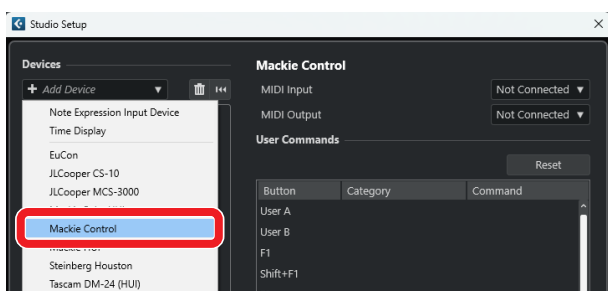 Studio Setup
Devices
+ Add Device
Note Expression Input Device
Time Display
EuCon
JLCooper CS-10
JLCooper MCS-3000
Mackie Control
Mackie HUI
Steinberg Houston
Tascam DM-24 (HUI)
Mackie Control
MIDI Input
Not Connected
MIDI Output
Not Connected
User Commands
Reset
Button
Category
Command
User A
User B
F1
Shift+F1